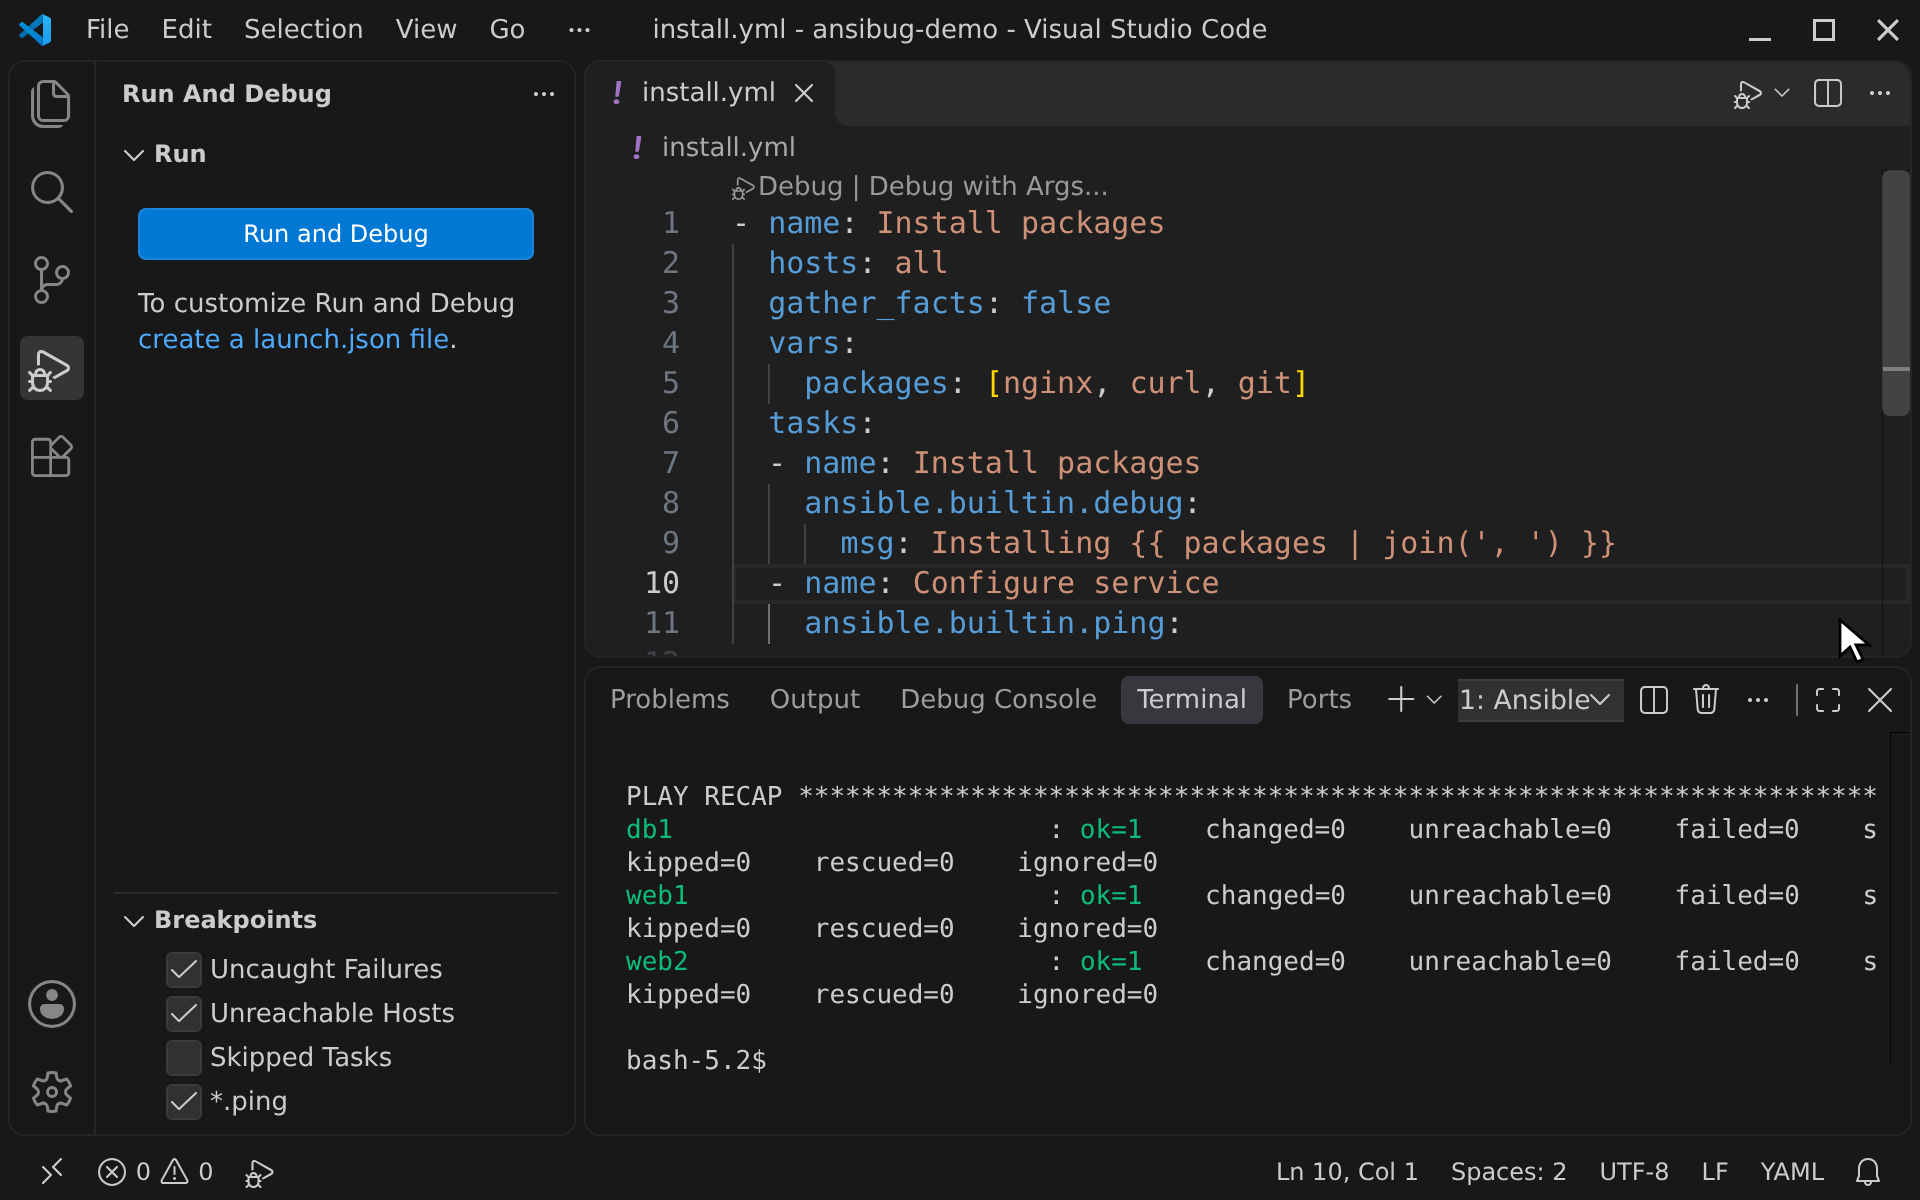 File Edit Selection View Go ··· install.yml - ansibug-demo - Visual Studio Code
Run And Debug ···
Run
Run and Debug
To customize Run and Debug
create a launch.json file.
Breakpoints
Uncaught Failures
Unreachable Hosts
Skipped Tasks
*.ping
! install.yml
! install.yml
Debug | Debug with Args...
1 - name: Install packages
2 hosts: all
3 gather_facts: false
4 vars:
5 packages: [nginx, curl, git]
6 tasks:
7 - name: Install packages
8 ansible.builtin.debug:
9 msg: Installing {{ packages | join(', ') }}
10 - name: Configure service
11 ansible.builtin.ping:
Problems Output Debug Console Terminal Ports 1: Ansible
PLAY RECAP *********************************************************************
db1 : ok=1 changed=0 unreachable=0 failed=0 s
kipped=0 rescued=0 ignored=0
web1 : ok=1 changed=0 unreachable=0 failed=0 s
kipped=0 rescued=0 ignored=0
web2 : ok=1 changed=0 unreachable=0 failed=0 s
kipped=0 rescued=0 ignored=0
bash-5.2$
0 0 Ln 10, Col 1 Spaces: 2 UTF-8 LF YAML